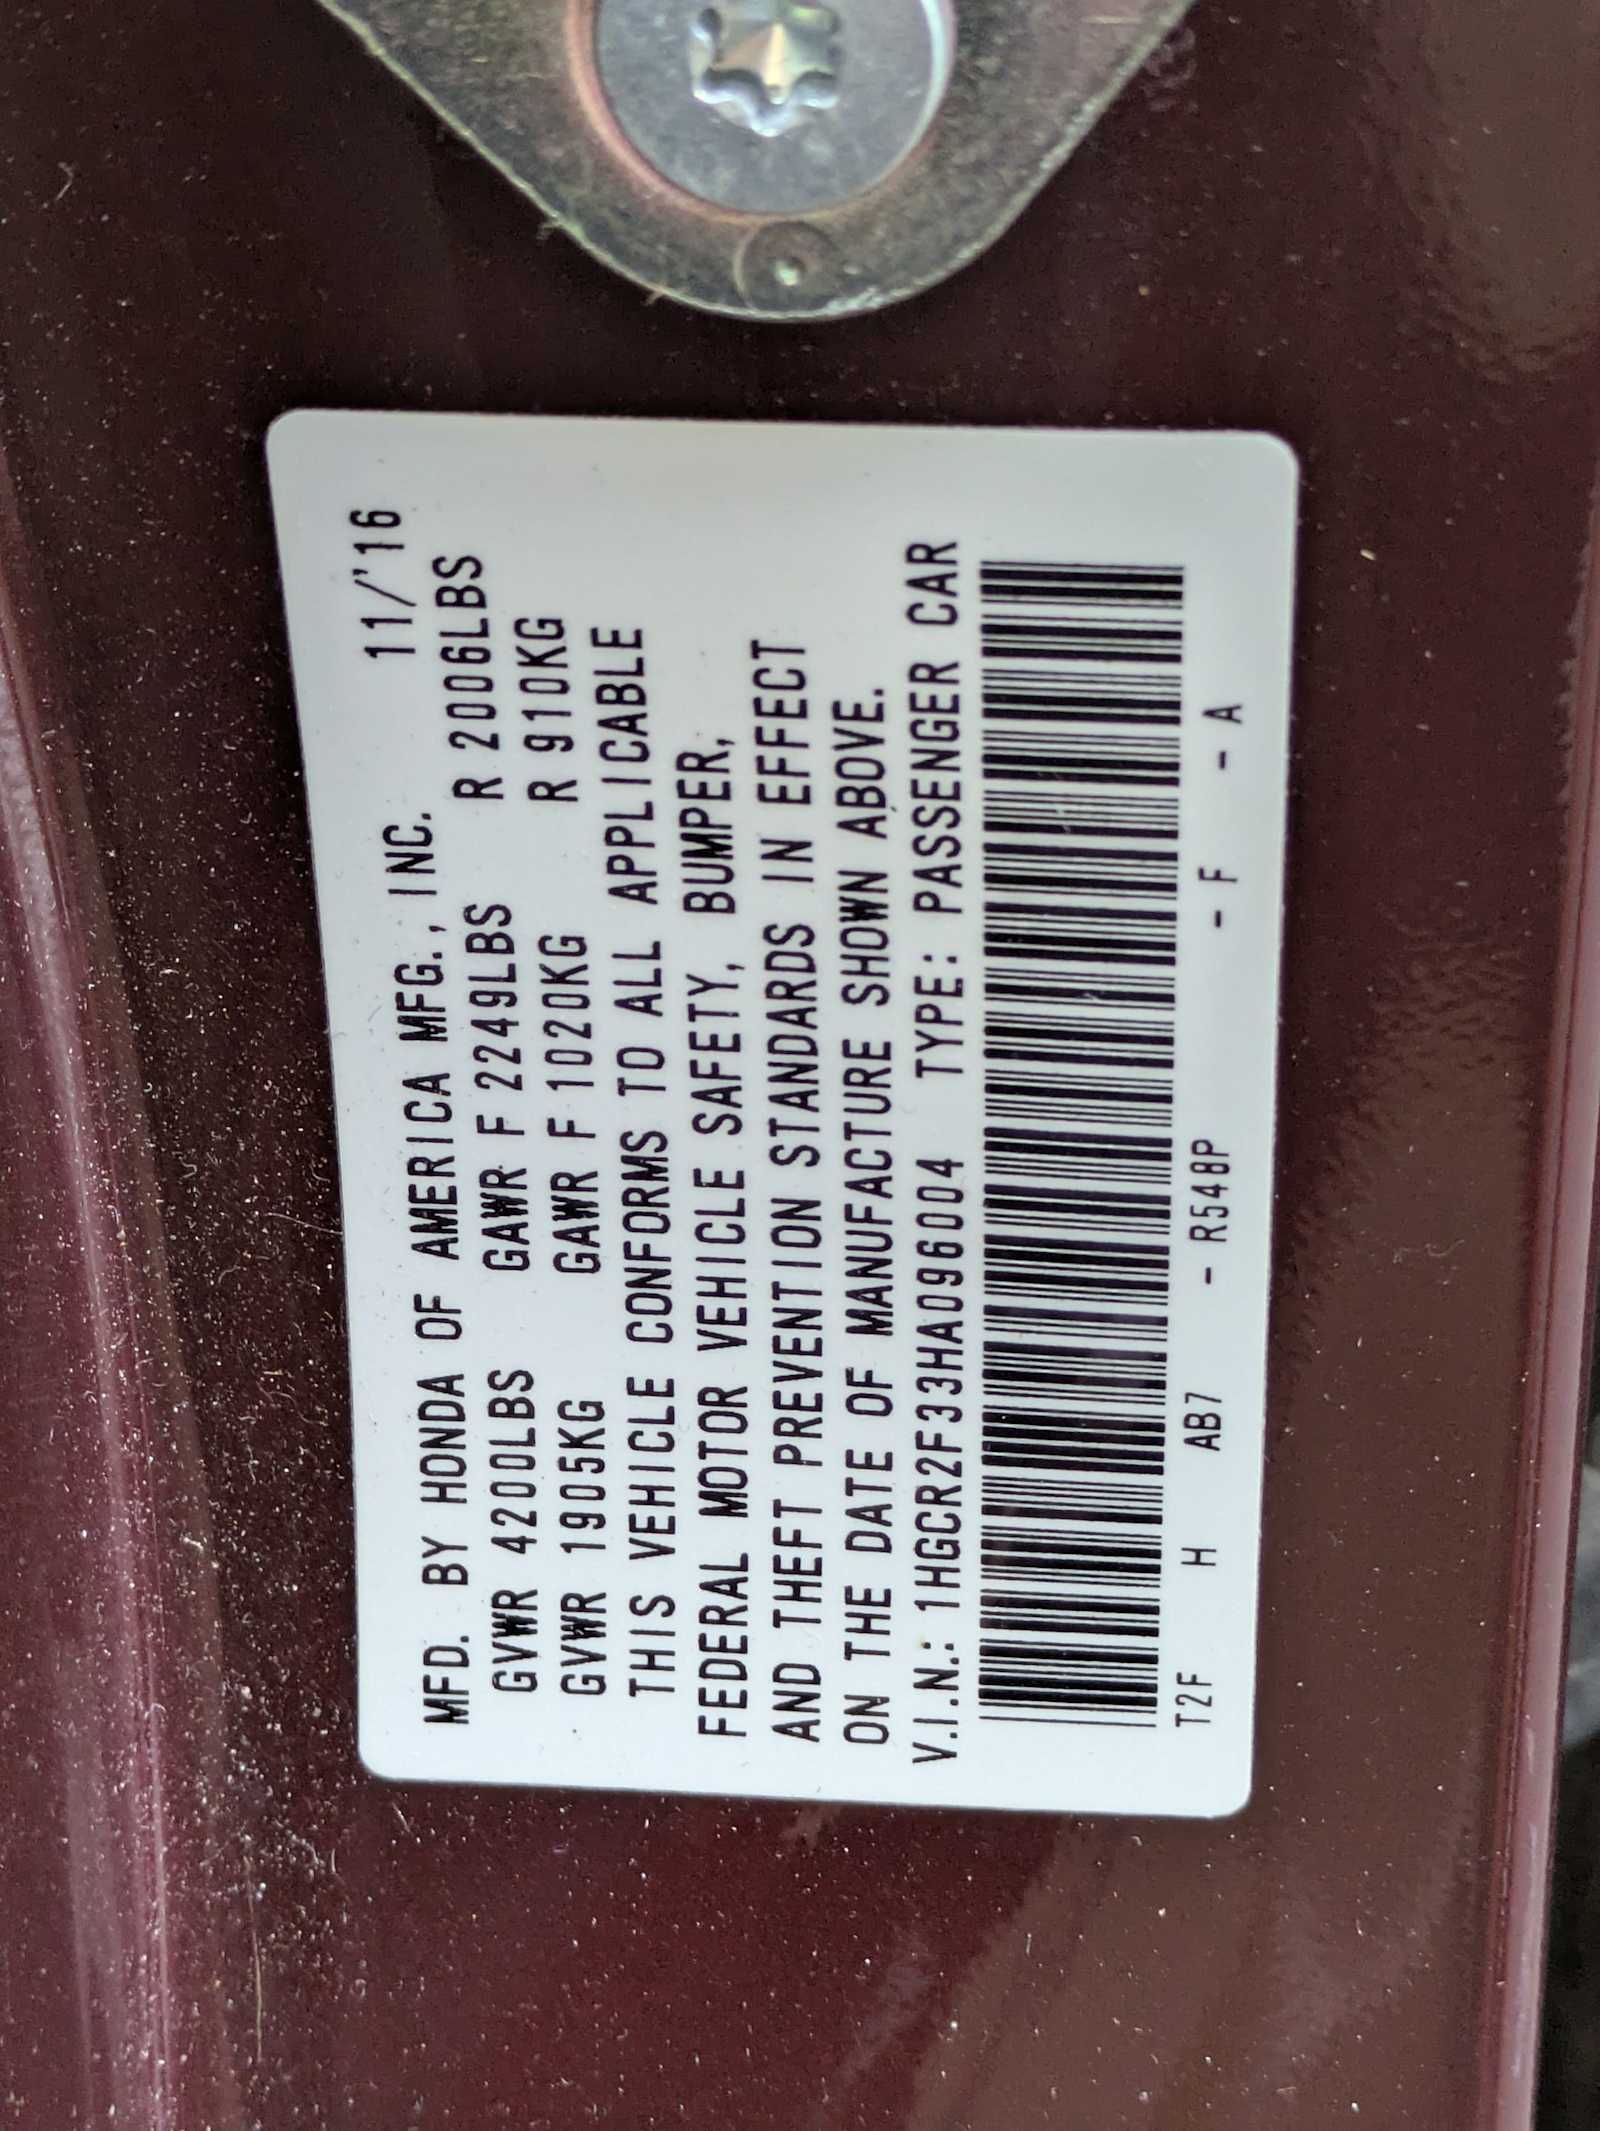 MFD. BY HONDA OF AMERICA MFG., INC. 11/'16
GVWR 4200LBS GAWR F 2249LBS R 2006LBS
GVWR 1905KG GAWR F 1020KG R 910KG
THIS VEHICLE CONFORMS TO ALL APPLICABLE
FEDERAL MOTOR VEHICLE SAFETY, BUMPER,
AND THEFT PREVENTION STANDARDS IN EFFECT
ON THE DATE OF MANUFACTURE SHOWN ABOVE.
V.I.N.: 1HGCR2F33HA096004 TYPE: PASSENGER CAR
T2F H AB7 - R548P - F - A